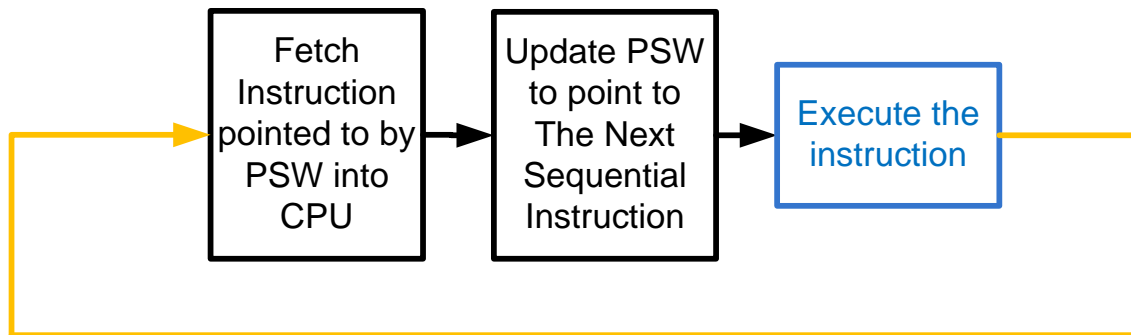 Fetch
Instruction
pointed to by
PSW into
CPU
Update PSW
to point to
The Next
Sequential
Instruction
Execute the
instruction